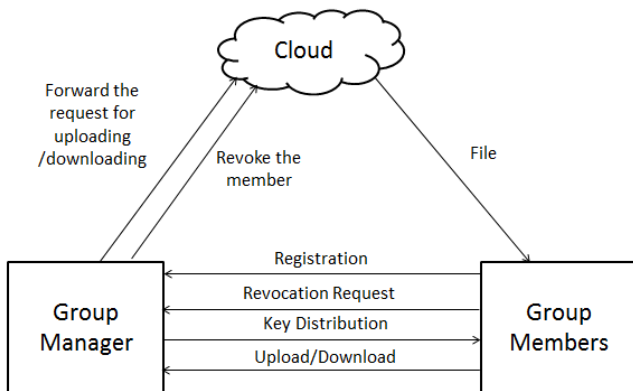 Cloud
Forward the
request for
uploading
/downloading
Revoke the
member
File
Registration
Revocation Request
Key Distribution
Upload/Download
Group
Manager
Group
Members